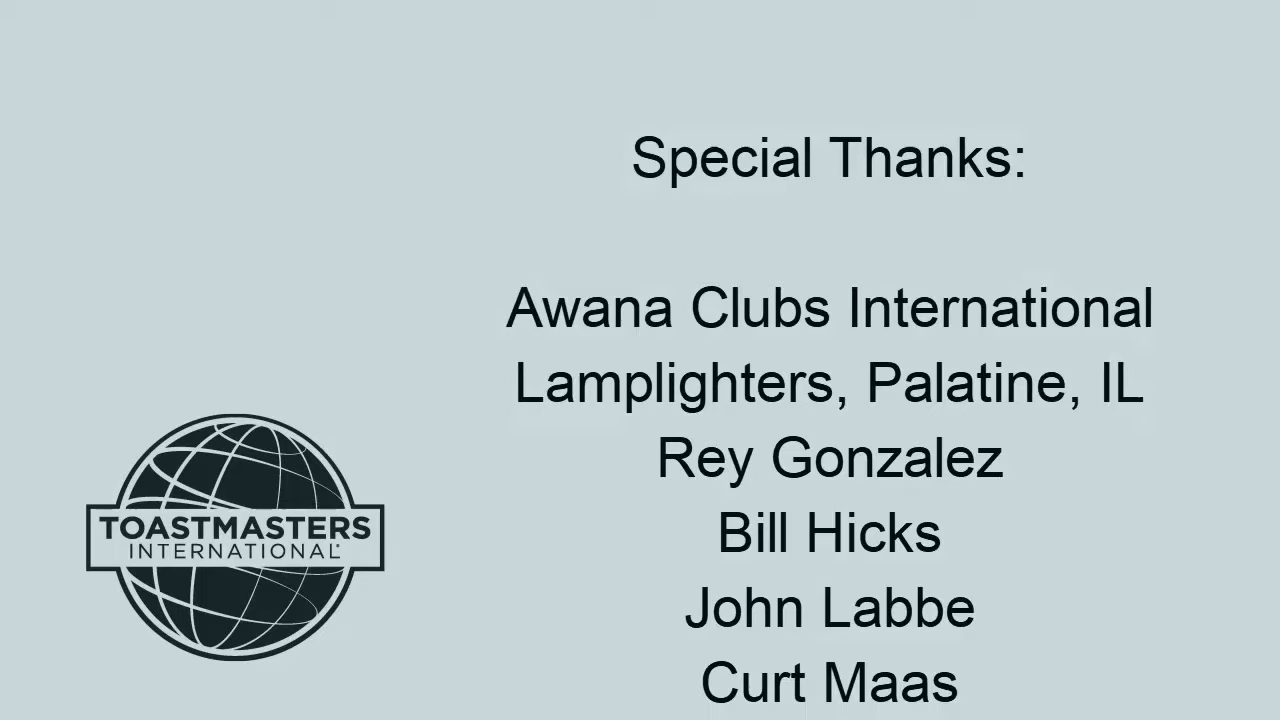 Special Thanks:
Awana Clubs International
Lamplighters, Palatine, IL
Rey Gonzalez
Bill Hicks
John Labbe
Curt Maas
TOASTMASTERS
INTERNATIONAL